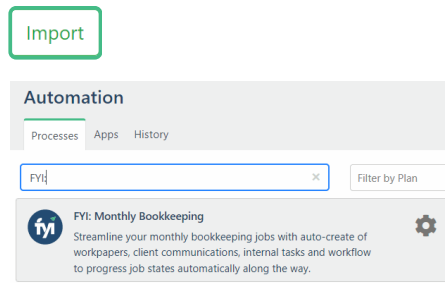 Import
Automation
Processes Apps History
FYI: Filter by Plan
fyi FYI: Monthly Bookkeeping
Streamline your monthly bookkeeping jobs with auto-create of
workpapers, client communications, internal tasks and workflow
to progress job states automatically along the way.